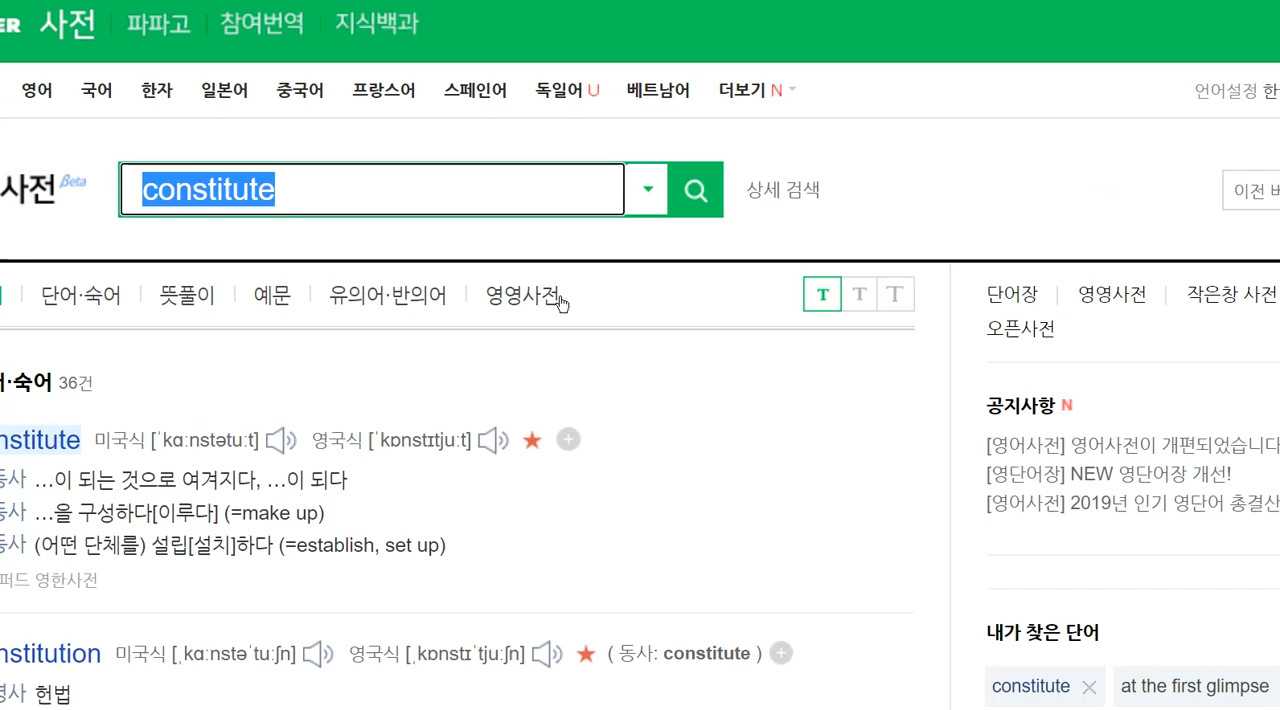 ER 사전 파파고 참여번역 지식백과
영어 국어 한자 일본어 중국어 프랑스어 스페인어 독일어 U 베트남어 더보기 N
언어설정 한
사전 Beta constitute 상세 검색 이전 버
단어·숙어 뜻풀이 예문 유의어·반의어 영영사전 T T T
단어장 영영사전 작은창 사전
오픈사전
·숙어 36건
공지사항 N
[영어사전] 영어사전이 개편되었습니다
[영단어장] NEW 영단어장 개선!
[영어사전] 2019년 인기 영단어 총결산
nstitute 미국식 [ˈkɑːnstətuːt] 영국식 [ˈkɒnstɪtjuːt]
동사 …이 되는 것으로 여겨지다, …이 되다
동사 …을 구성하다[이루다] (=make up)
동사 (어떤 단체를) 설립[설치]하다 (=establish, set up)
퍼드 영한사전
nstitution 미국식 [ˌkɑːnstəˈtuːʃn] 영국식 [ˌkɒnstɪˈtjuːʃn] ( 동사: constitute )
명사 헌법
내가 찾은 단어
constitute at the first glimpse